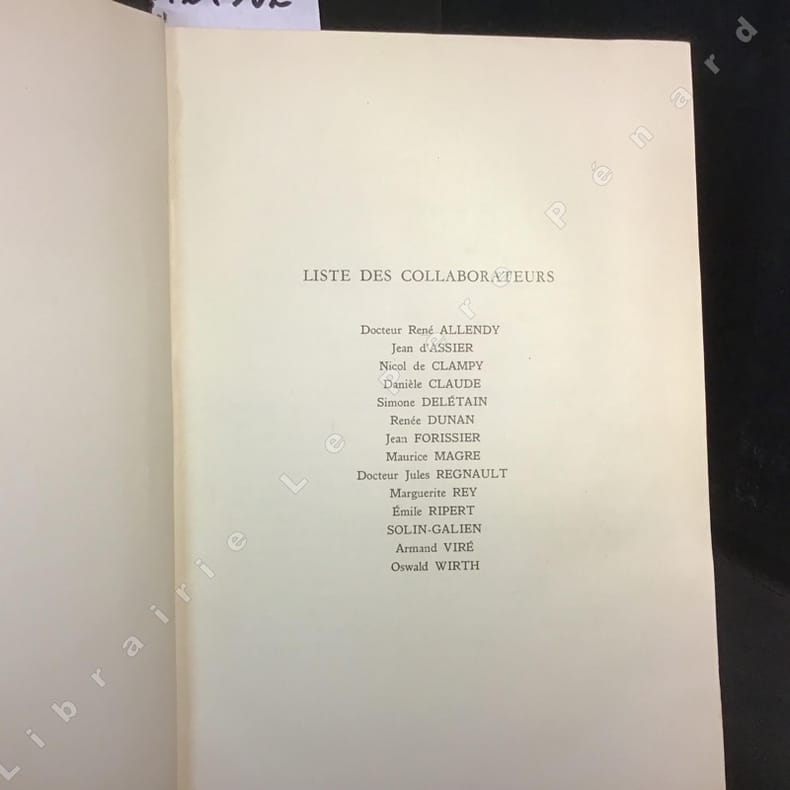 LISTE DES COLLABORATEURS
Docteur René ALLENDY
Jean d'ASSIER
Nicol de CLAMPY
Danièle CLAUDE
Simone DELÉTAIN
Renée DUNAN
Jean FORISSIER
Maurice MAGRE
Docteur Jules REGNAULT
Marguerite REY
Émile RIPERT
SOLIN-GALIEN
Armand VIRÉ
Oswald WIRTH
Librairie Le Père Pénard